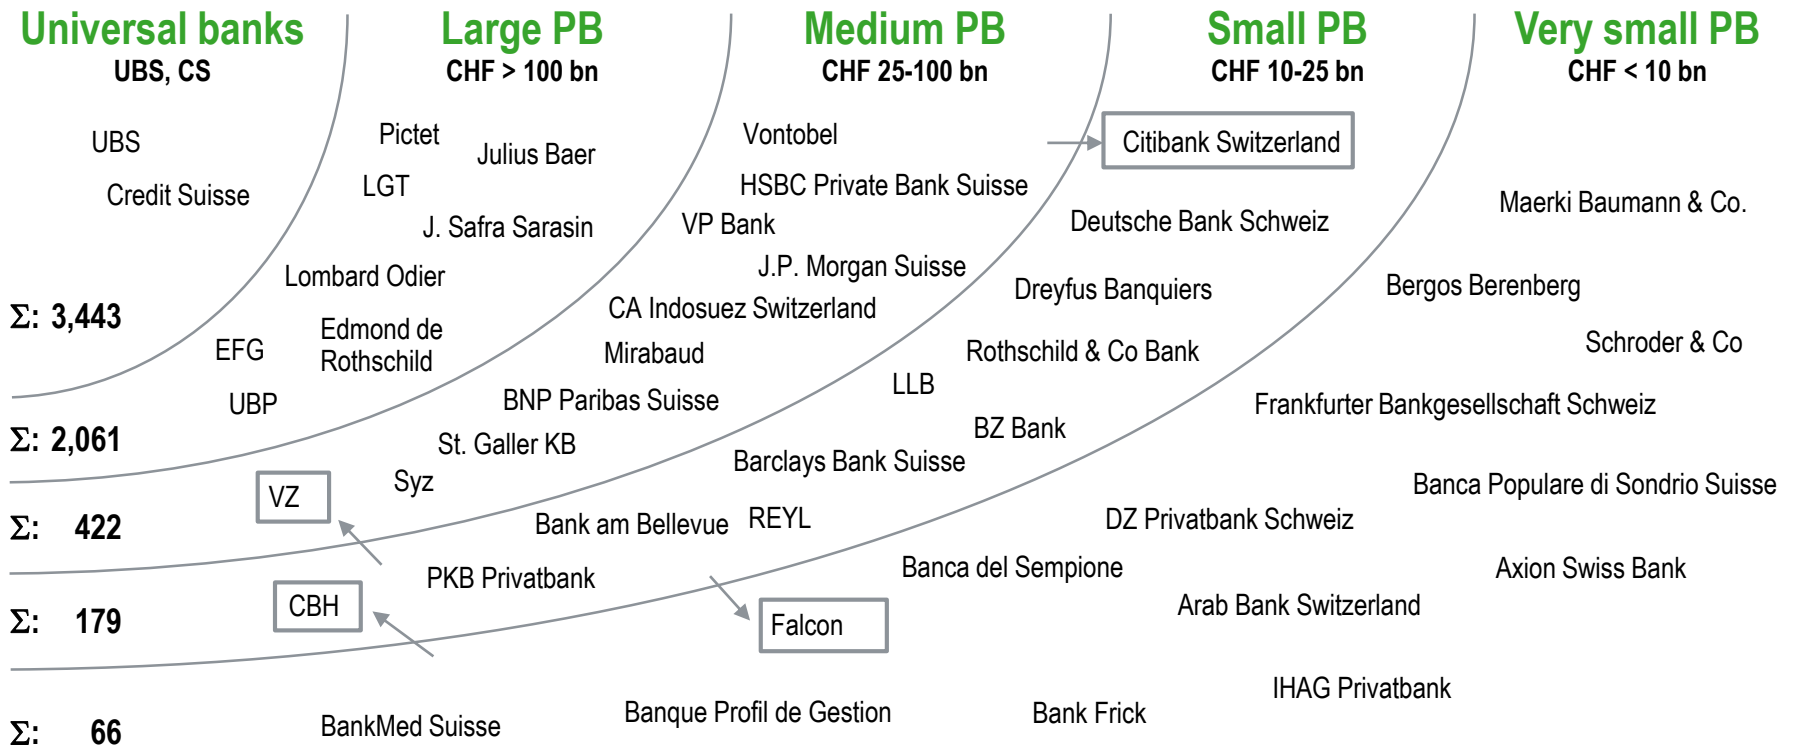 Universal banks
UBS, CS
Large PB
CHF > 100 bn
Medium PB
CHF 25-100 bn
Small PB
CHF 10-25 bn
Very small PB
CHF < 10 bn
UBS
Credit Suisse
Σ: 3,443
Pictet
Julius Baer
LGT
J. Safra Sarasin
Lombard Odier
Edmond de
Rothschild
EFG
UBP
Σ: 2,061
Vontobel
HSBC Private Bank Suisse
VP Bank
J.P. Morgan Suisse
CA Indosuez Switzerland
Mirabaud
BNP Paribas Suisse
St. Galler KB
Syz
VZ
Σ: 422
Citibank Switzerland
Deutsche Bank Schweiz
Dreyfus Banquiers
Rothschild & Co Bank
LLB
BZ Bank
Barclays Bank Suisse
REYL
Bank am Bellevue
PKB Privatbank
CBH
Σ: 179
Maerki Baumann & Co.
Bergos Berenberg
Schroder & Co
Frankfurter Bankgesellschaft Schweiz
Banca Populare di Sondrio Suisse
DZ Privatbank Schweiz
Banca del Sempione
Axion Swiss Bank
Arab Bank Switzerland
Falcon
IHAG Privatbank
Bank Frick
Banque Profil de Gestion
BankMed Suisse
Σ: 66